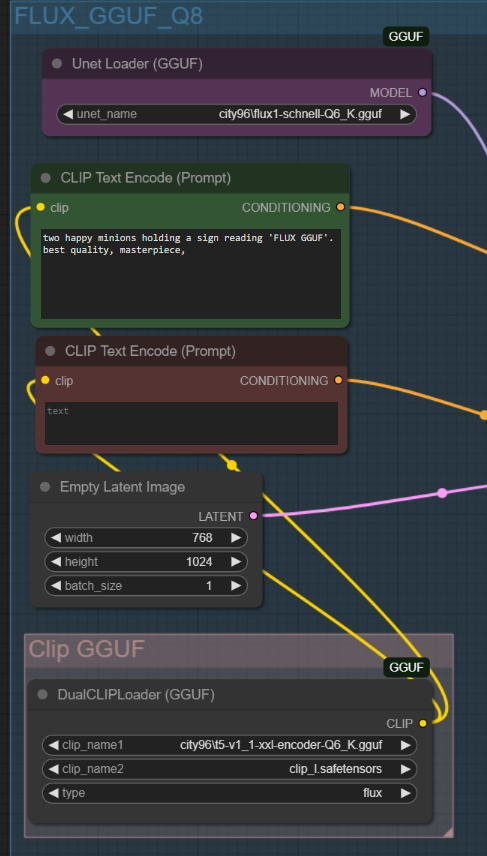 FLUX_GGUF_Q8
GGUF
Unet Loader (GGUF)
MODEL
unet_name city96\flux1-schnell-Q6_K.gguf
CLIP Text Encode (Prompt)
clip CONDITIONING
two happy minions holding a sign reading 'FLUX GGUF'.
best quality, masterpiece,
CLIP Text Encode (Prompt)
clip CONDITIONING
text
Empty Latent Image
LATENT
width 768
height 1024
batch_size 1
Clip GGUF
GGUF
DualCLIPLoader (GGUF)
CLIP
clip_name1 city96\t5-v1_1-xxl-encoder-Q6_K.gguf
clip_name2 clip_l.safetensors
type flux